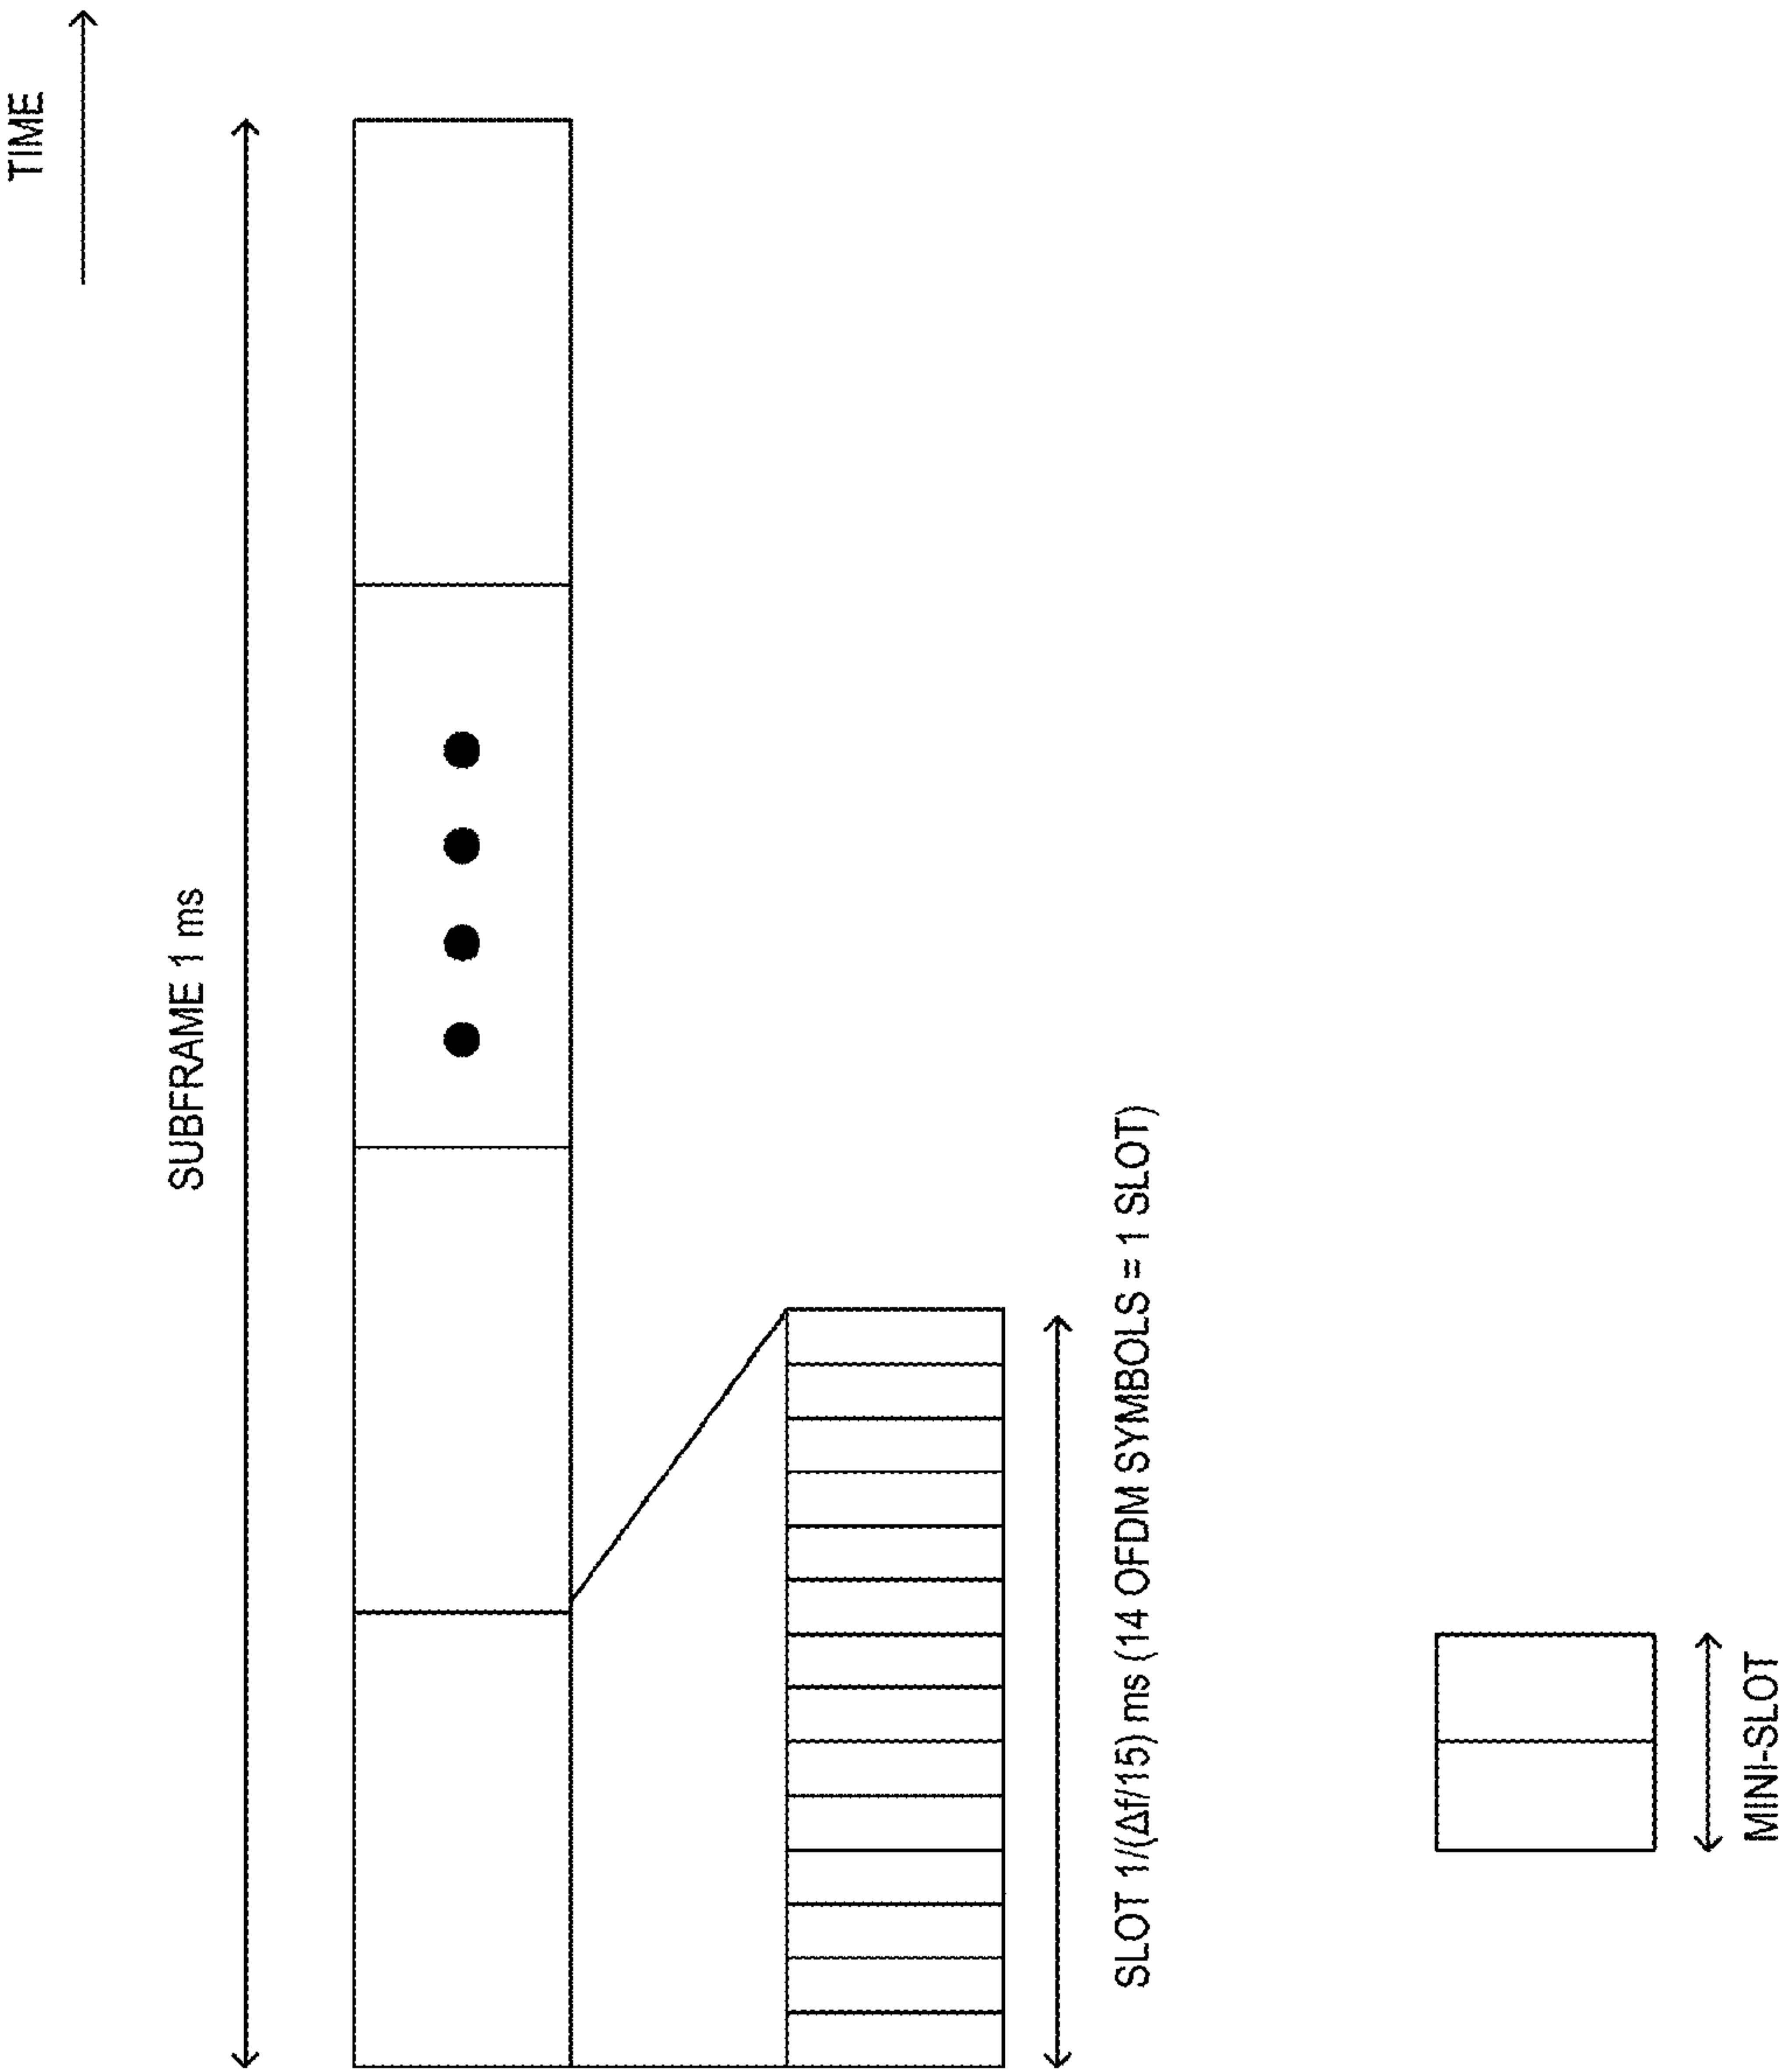 TIME
SUBFRAME 1 ms
SLOT 1/(Δf/15) ms (14 OFDM SYMBOLS = 1 SLOT)
MINI-SLOT